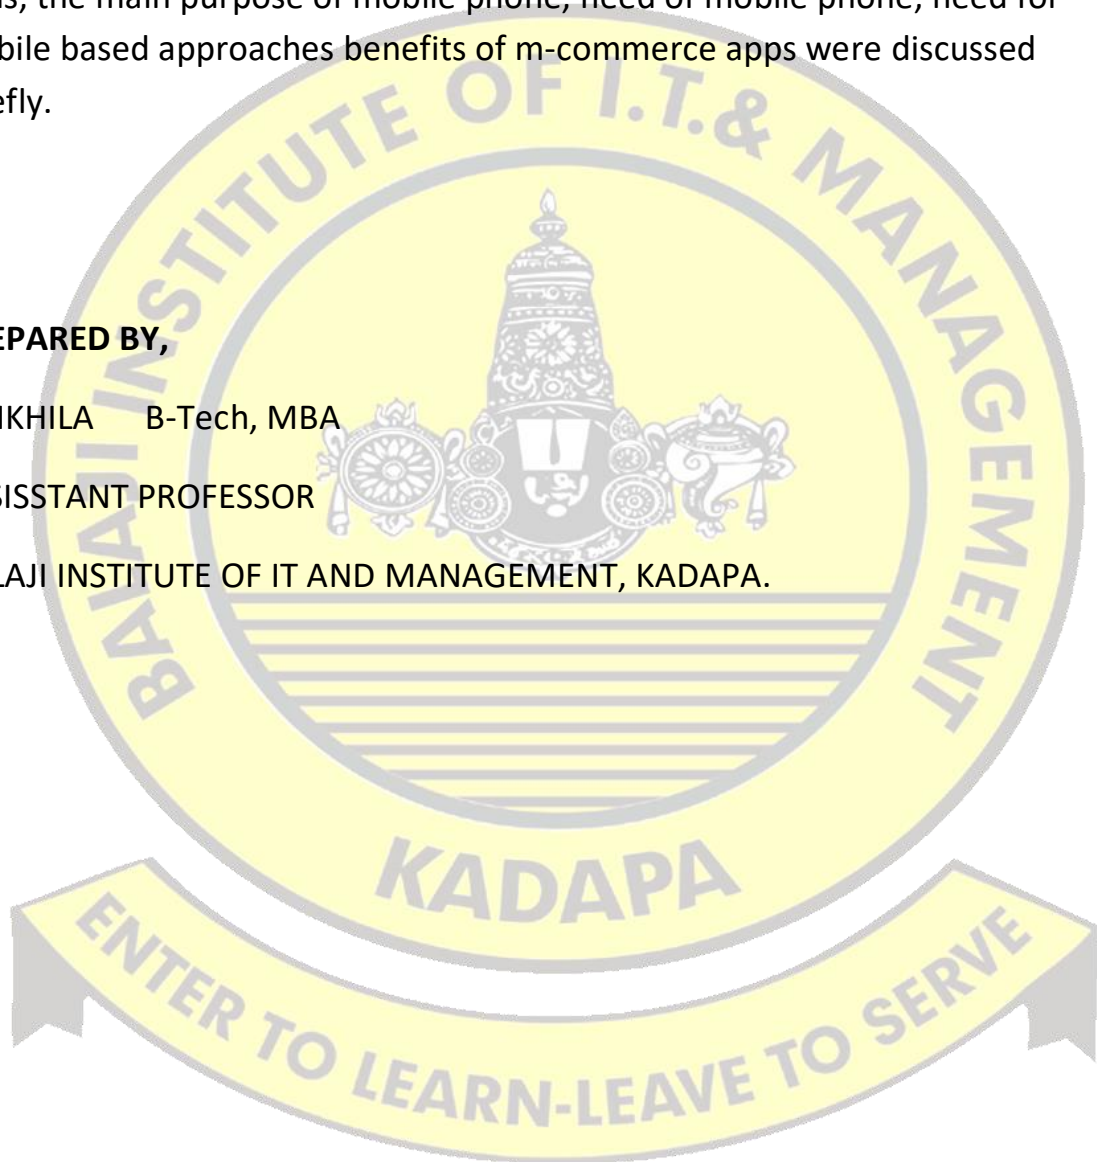 the main purpose of mobile phone, need of mobile phone, need for
based approaches benefits of m-commerce apps were discussed
BALAJI INSTITUTE OF I.T.& MANAGEMENT
EPARED BY,
IKHILA B-Tech, MBA
SISSTANT PROFESSOR
LAJI INSTITUTE OF IT AND MANAGEMENT, KADAPA.
KADAPA
ENTER TO LEARN-LEAVE TO SERVE